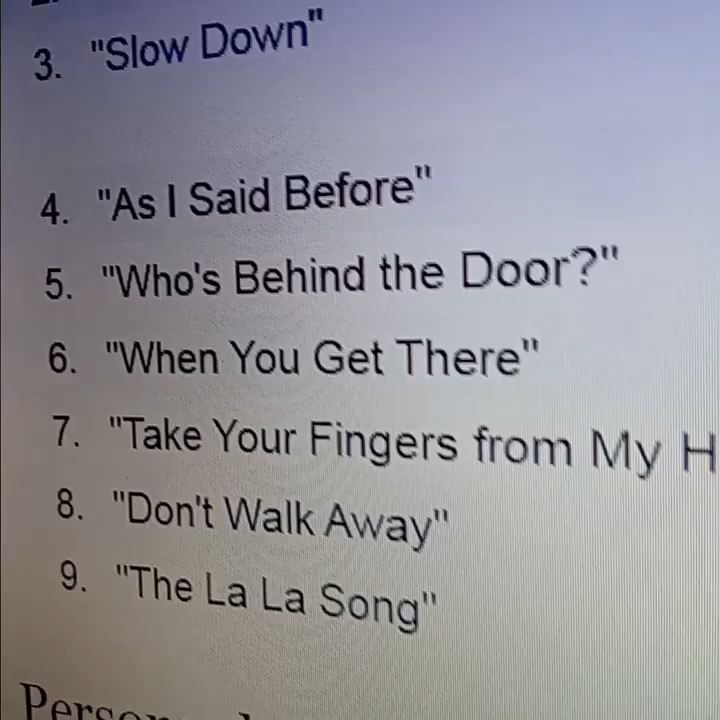 3. "Slow Down"
4. "As I Said Before"
5. "Who's Behind the Door?"
6. "When You Get There"
7. "Take Your Fingers from My H
8. "Don't Walk Away"
9. "The La La Song"